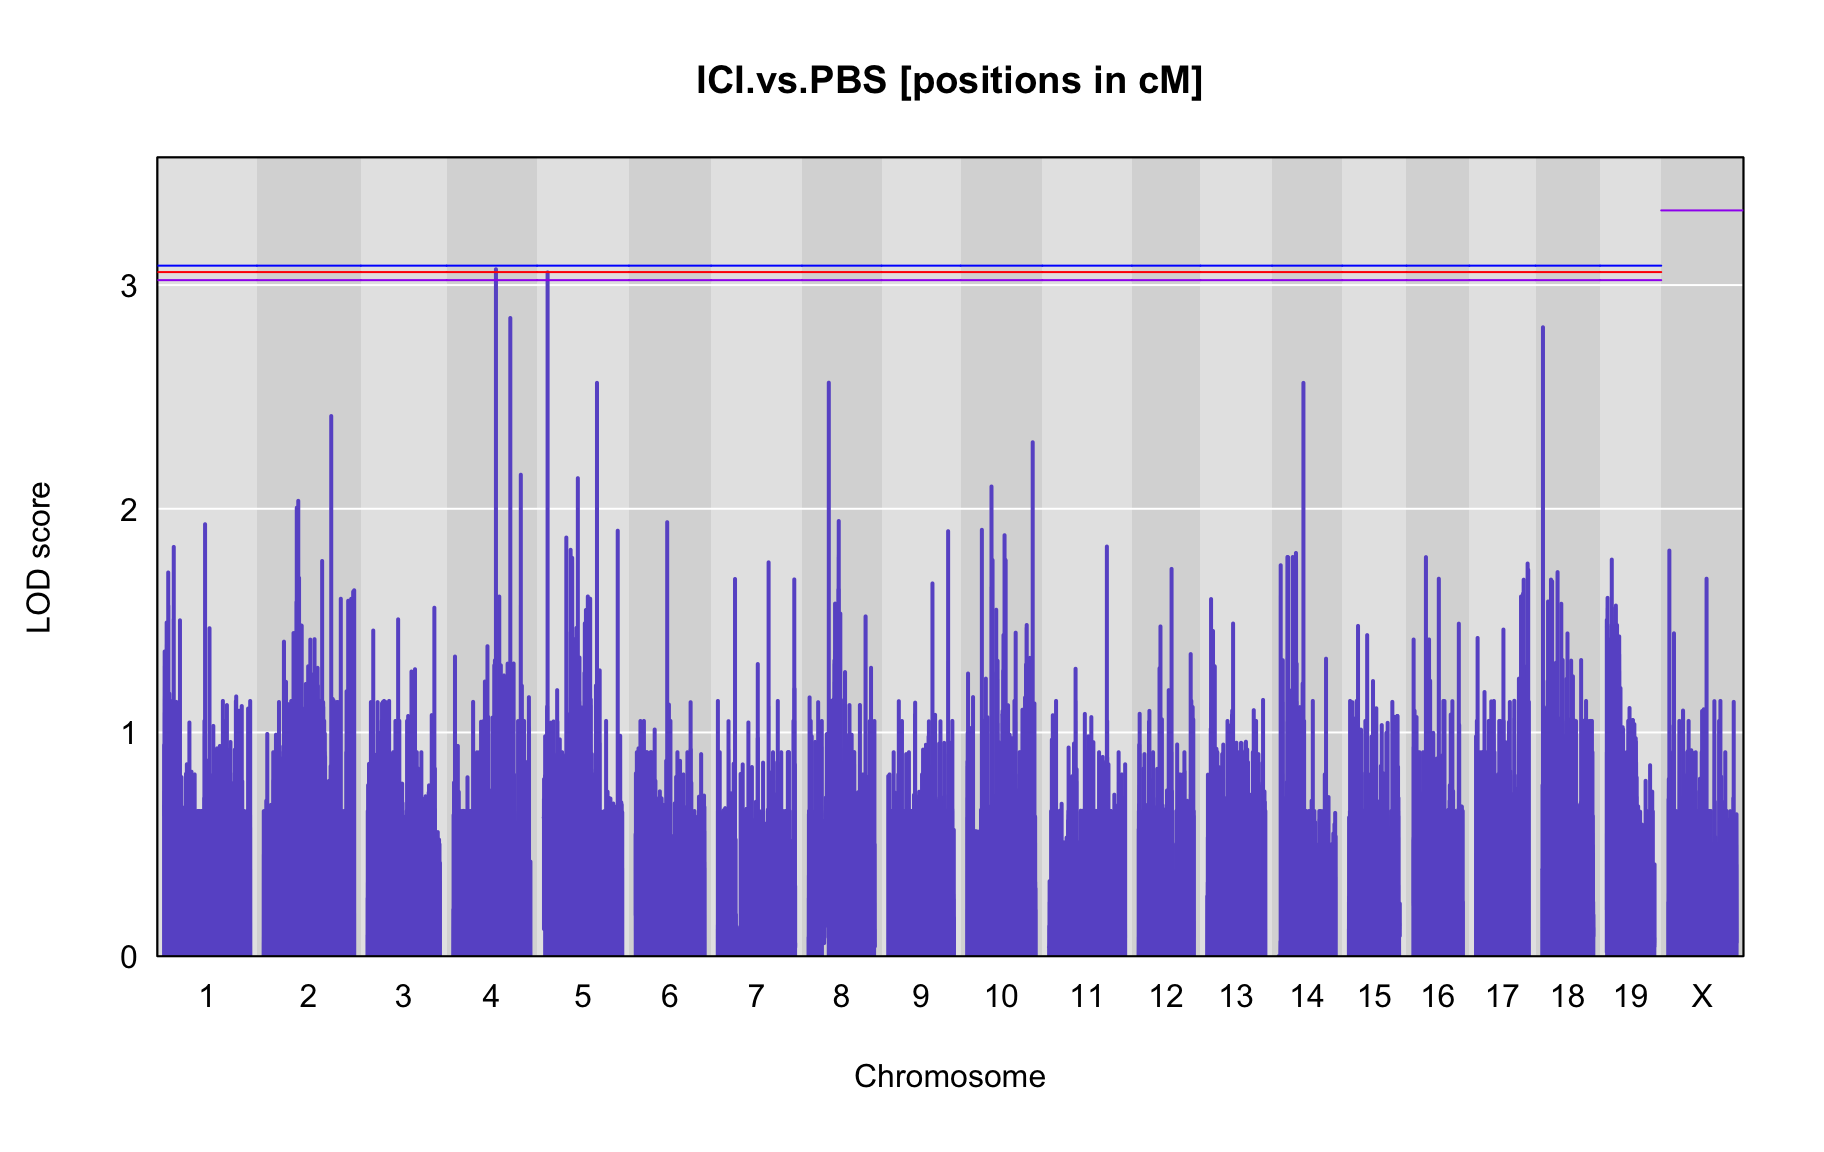 ICI.vs.PBS [positions in cM]
LOD score
3
2
1
0
1 2 3 4 5 6 7 8 9 10 11 12 13 14 15 16 17 18 19 X
Chromosome